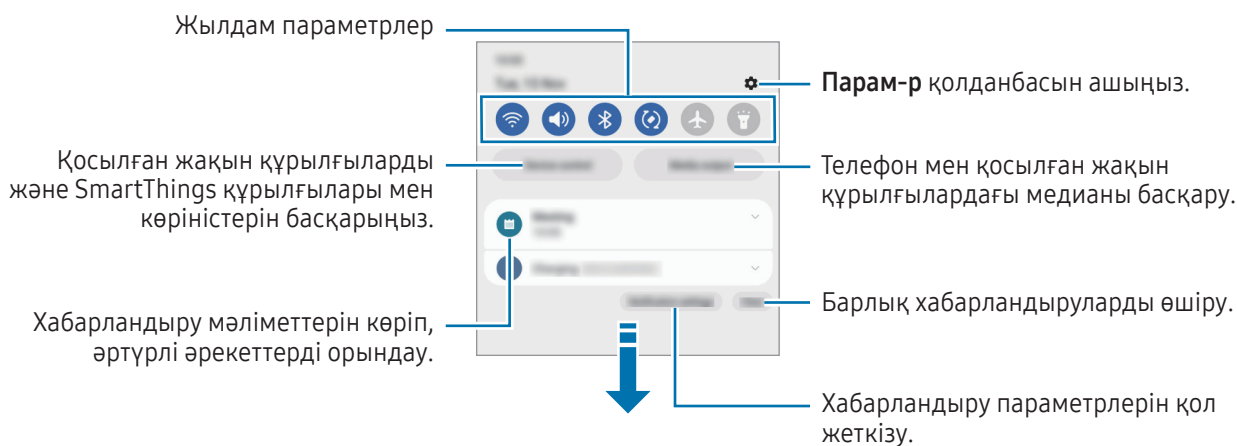 Жылдам параметрлер
Парам-р қолданбасын ашыңыз.
Қосылған жақын құрылғыларды
және SmartThings құрылғылары мен
көріністерін басқарыңыз.
Телефон мен қосылған жақын
құрылғылардағы медианы басқару.
Хабарландыру мәліметтерін көріп,
әртүрлі әрекеттерді орындау.
Барлық хабарландыруларды өшіру.
Хабарландыру параметрлерін қол
жеткізу.